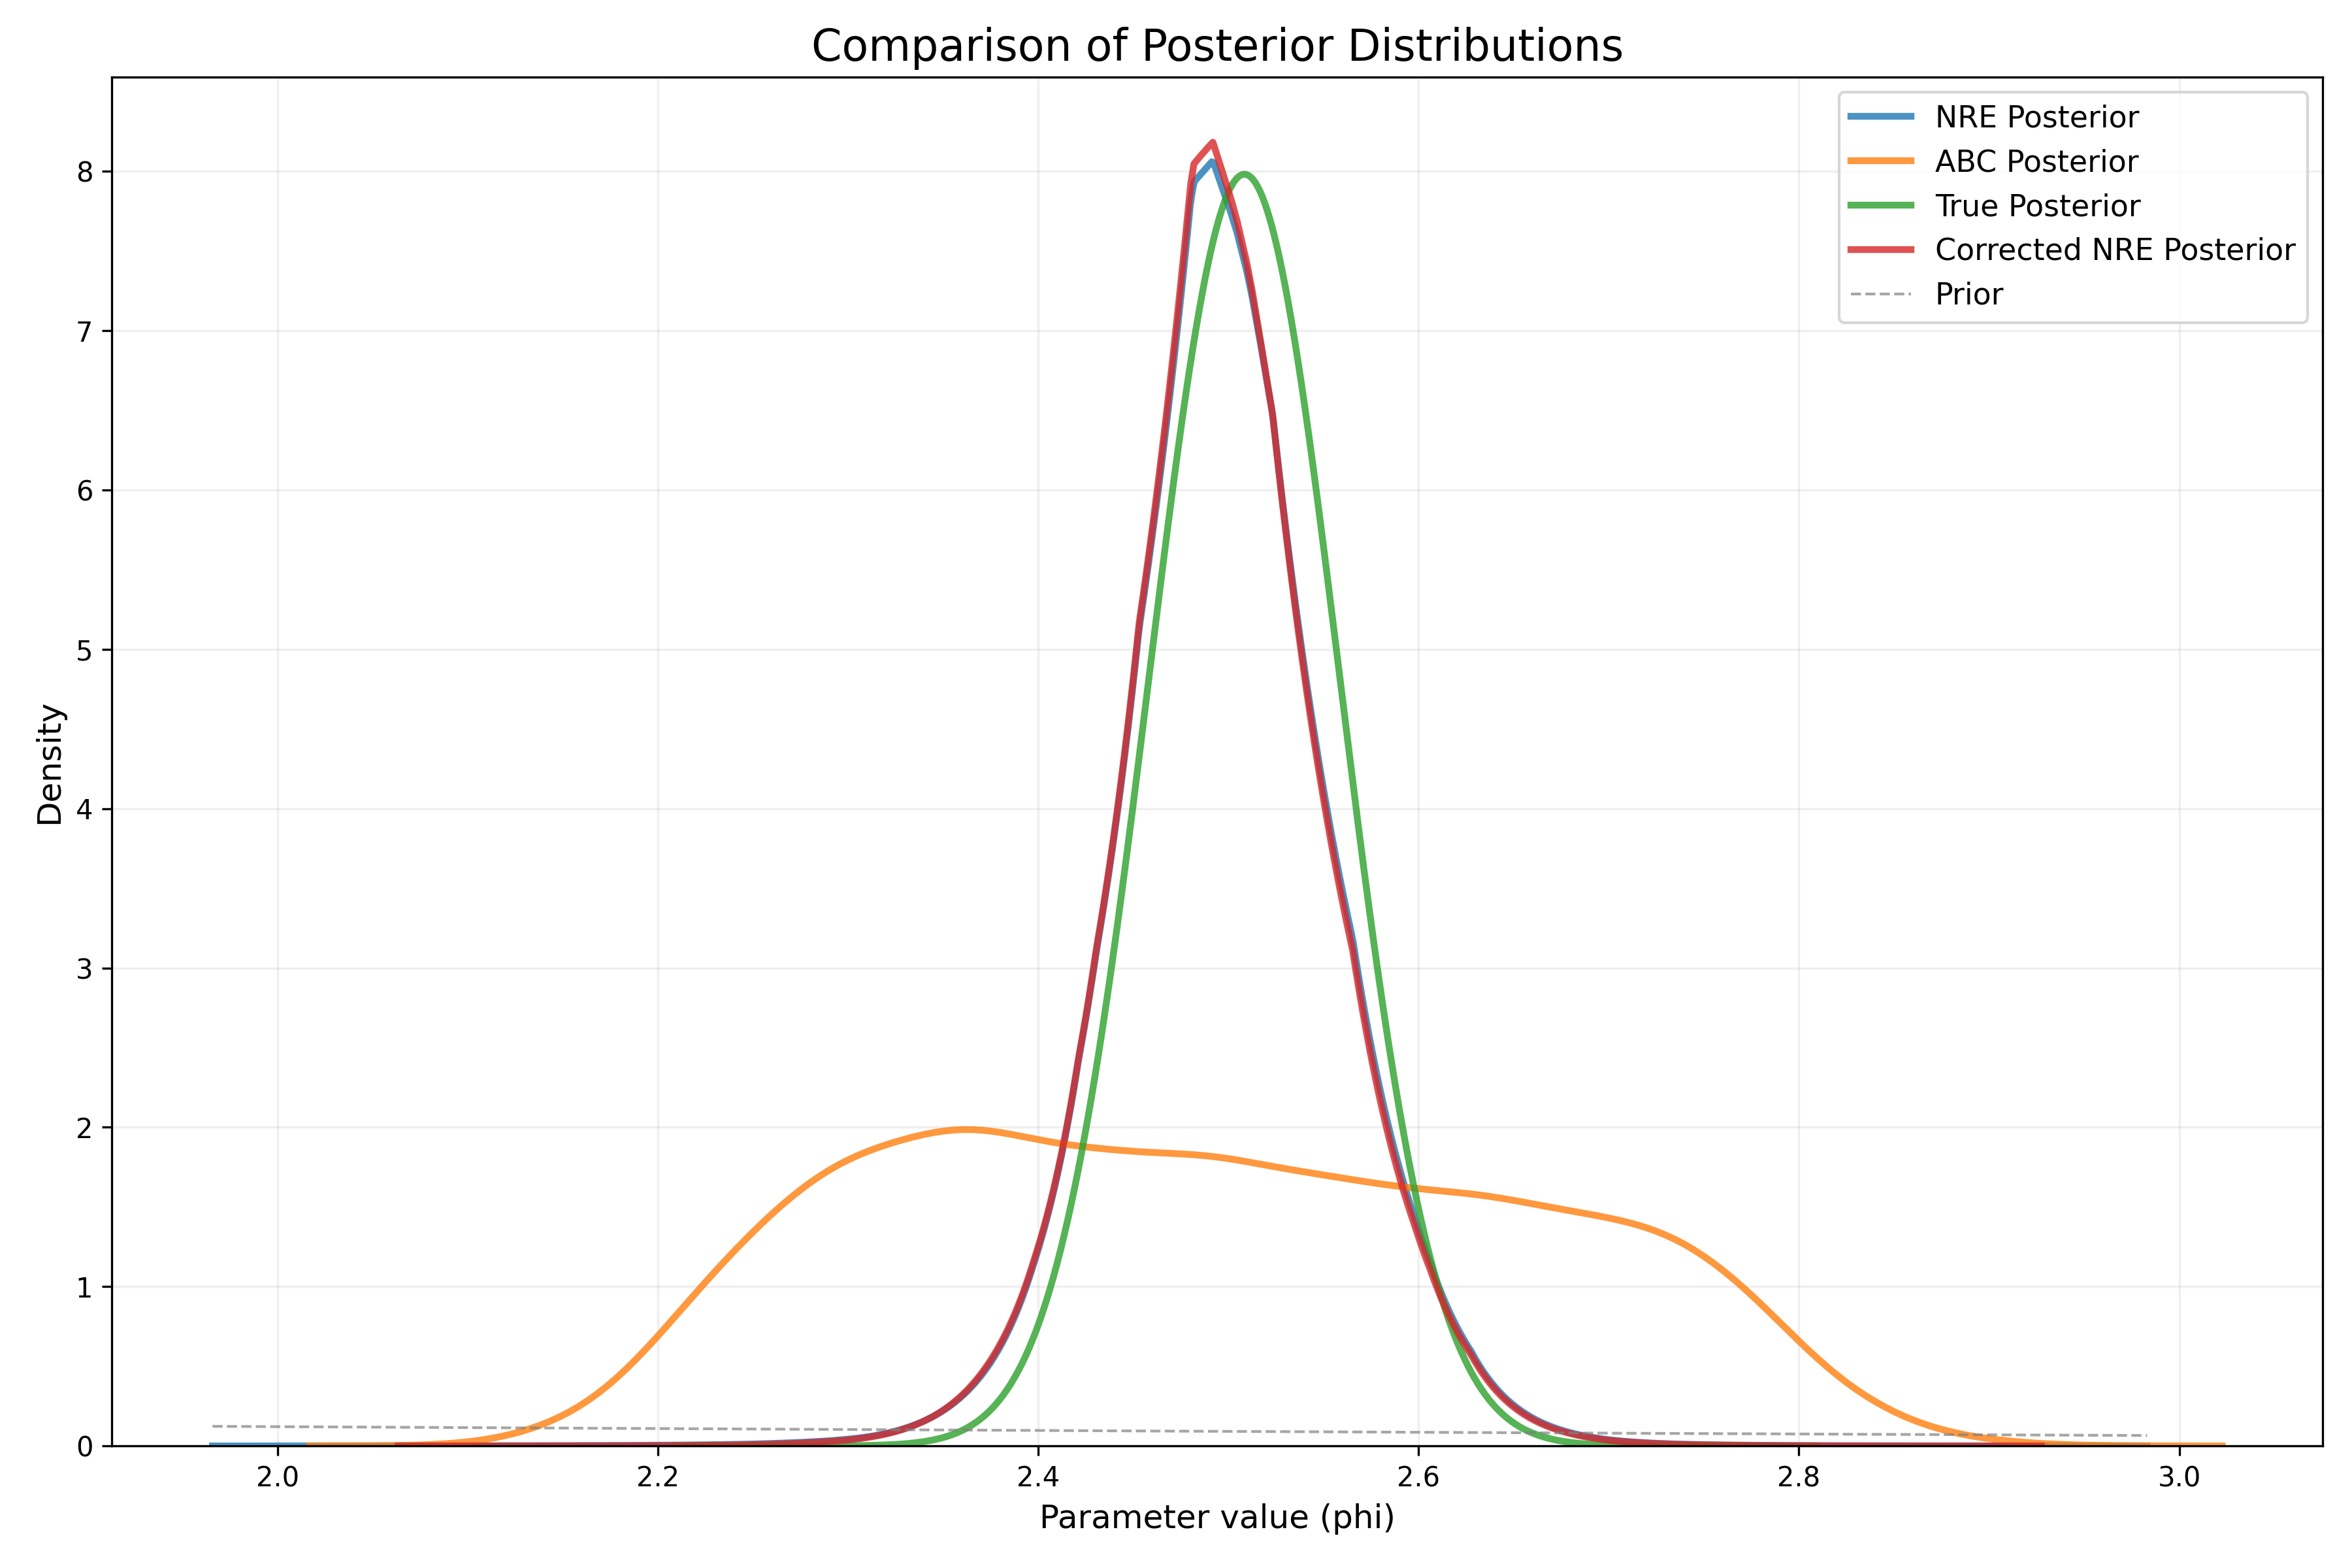 Comparison of Posterior Distributions
NRE Posterior
ABC Posterior
True Posterior
Corrected NRE Posterior
Prior
8
7
6
5
4
3
2
1
0
Density
2.0 2.2 2.4 2.6 2.8 3.0
Parameter value (phi)